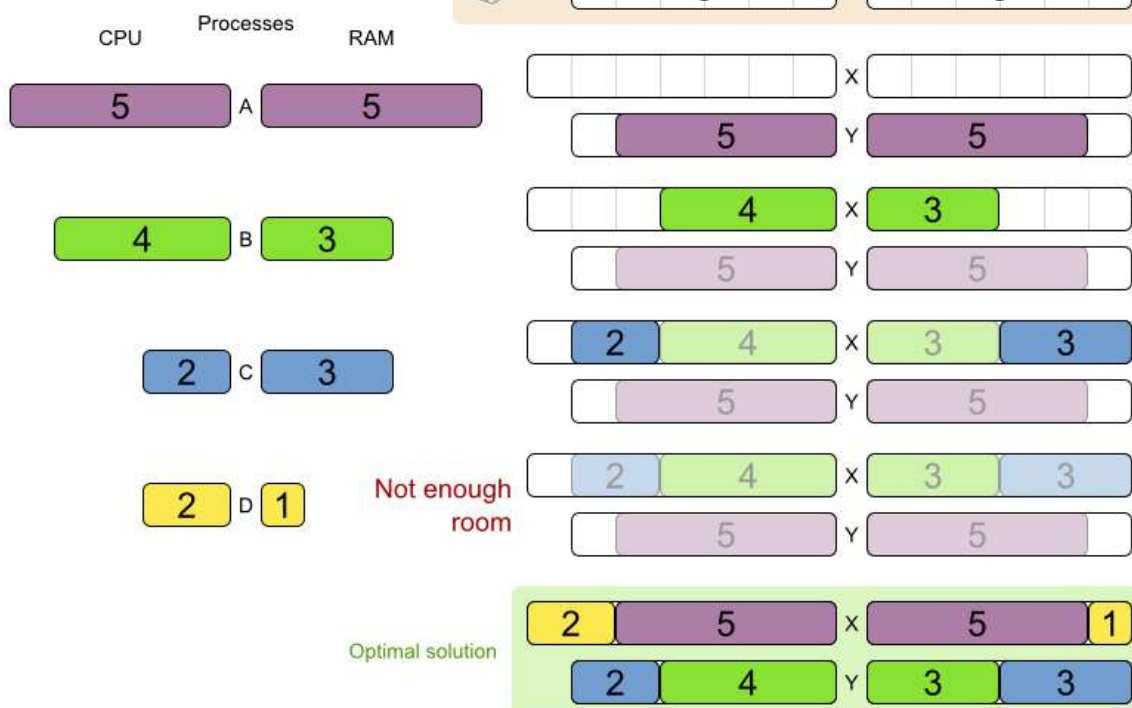 Processes
CPU RAM
5 A 5
4 B 3
2 C 3
2 D 1
X
5 Y 5
4 X 3
5 Y 5
2 4 X 3 3
5 Y 5
Not enough
room
2 4 X 3 3
5 Y 5
Optimal solution
2 5 X 5 1
2 4 Y 3 3